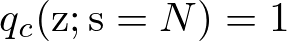 q_c(z; s = N) = 1